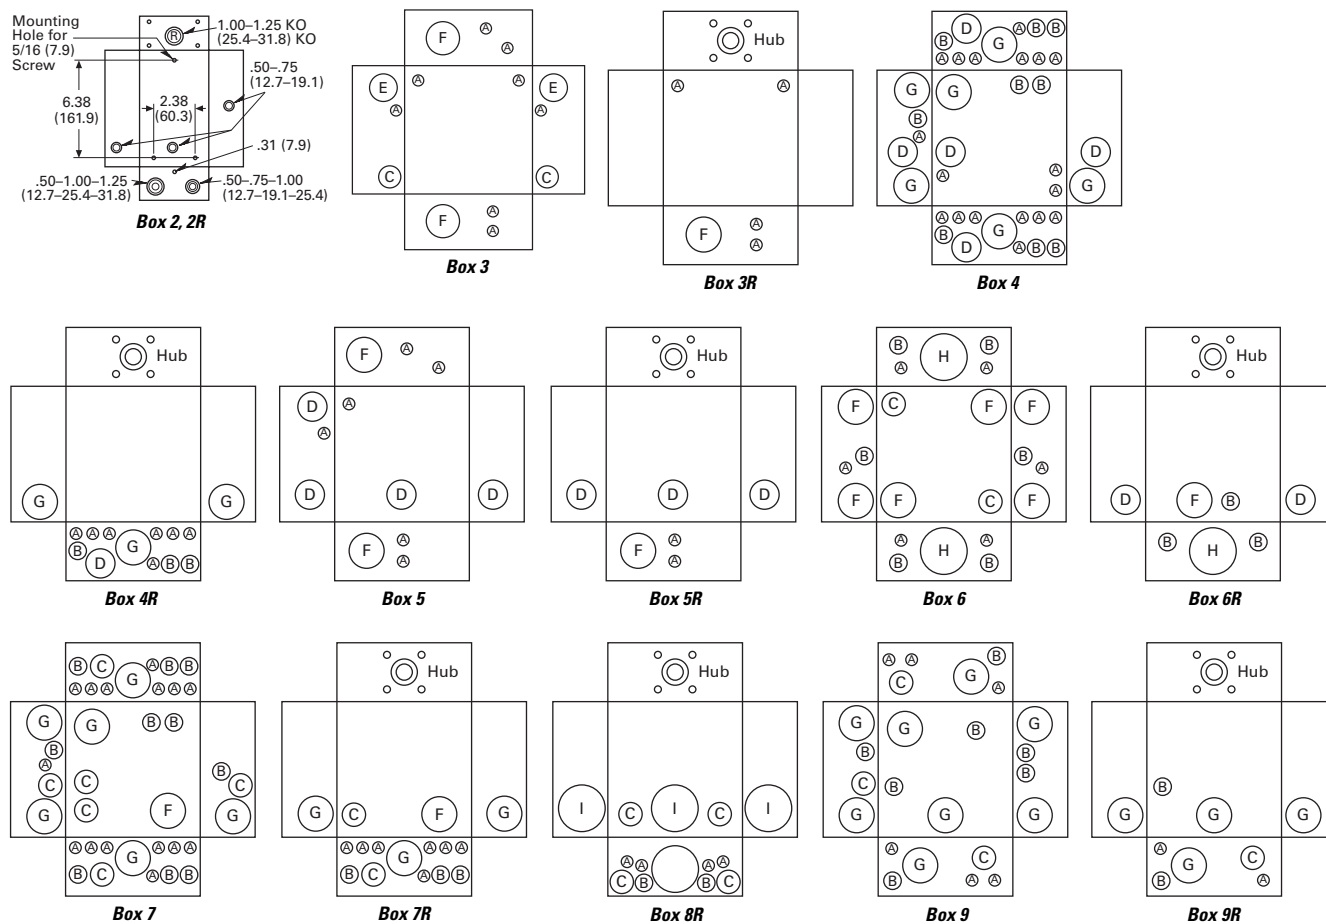 Mounting
Hole for
5/16 (7.9)
Screw
R
1.00–1.25 KO
(25.4–31.8) KO
.50–.75
(12.7–19.1)
6.38
(161.9)
2.38
(60.3)
.31 (7.9)
.50–1.00–1.25
(12.7–25.4–31.8)
.50–.75–1.00
(12.7–19.1–25.4)
Box 2, 2R
F A A
E A A E
A A
C C
F A A
Box 3
Hub
A A
F A A
Box 3R
D G A B B
B
A A A A A A
G G B B
B
A
D D D
A A
G A G
A A A G A A A
B D A B B
Box 4
Hub
G G
A A A G A A A
B D A B B
Box 4R
F A A
D A
A
D D D
F A A
Box 5
Hub
D D D
F A A
Box 5R
B H B
A A
F C F F
A B B A
F F C F
A H A
B B
Box 6
Hub
D F B D
B H B
Box 6R
B C G A B B
A A A A A A
G G B B
B
A
C C B C
C
G F G
A A A G A A A
B C A B B
Box 7
Hub
G C F G
A A A G A A A
B C A B B
Box 7R
Hub
I C I C I
A A A A
C B B C
Box 8R
A A G B
C A
G G B G
B B
C B B
G G G
A G C
B A A
Box 9
Hub
B
G G G
A G C
B A
Box 9R